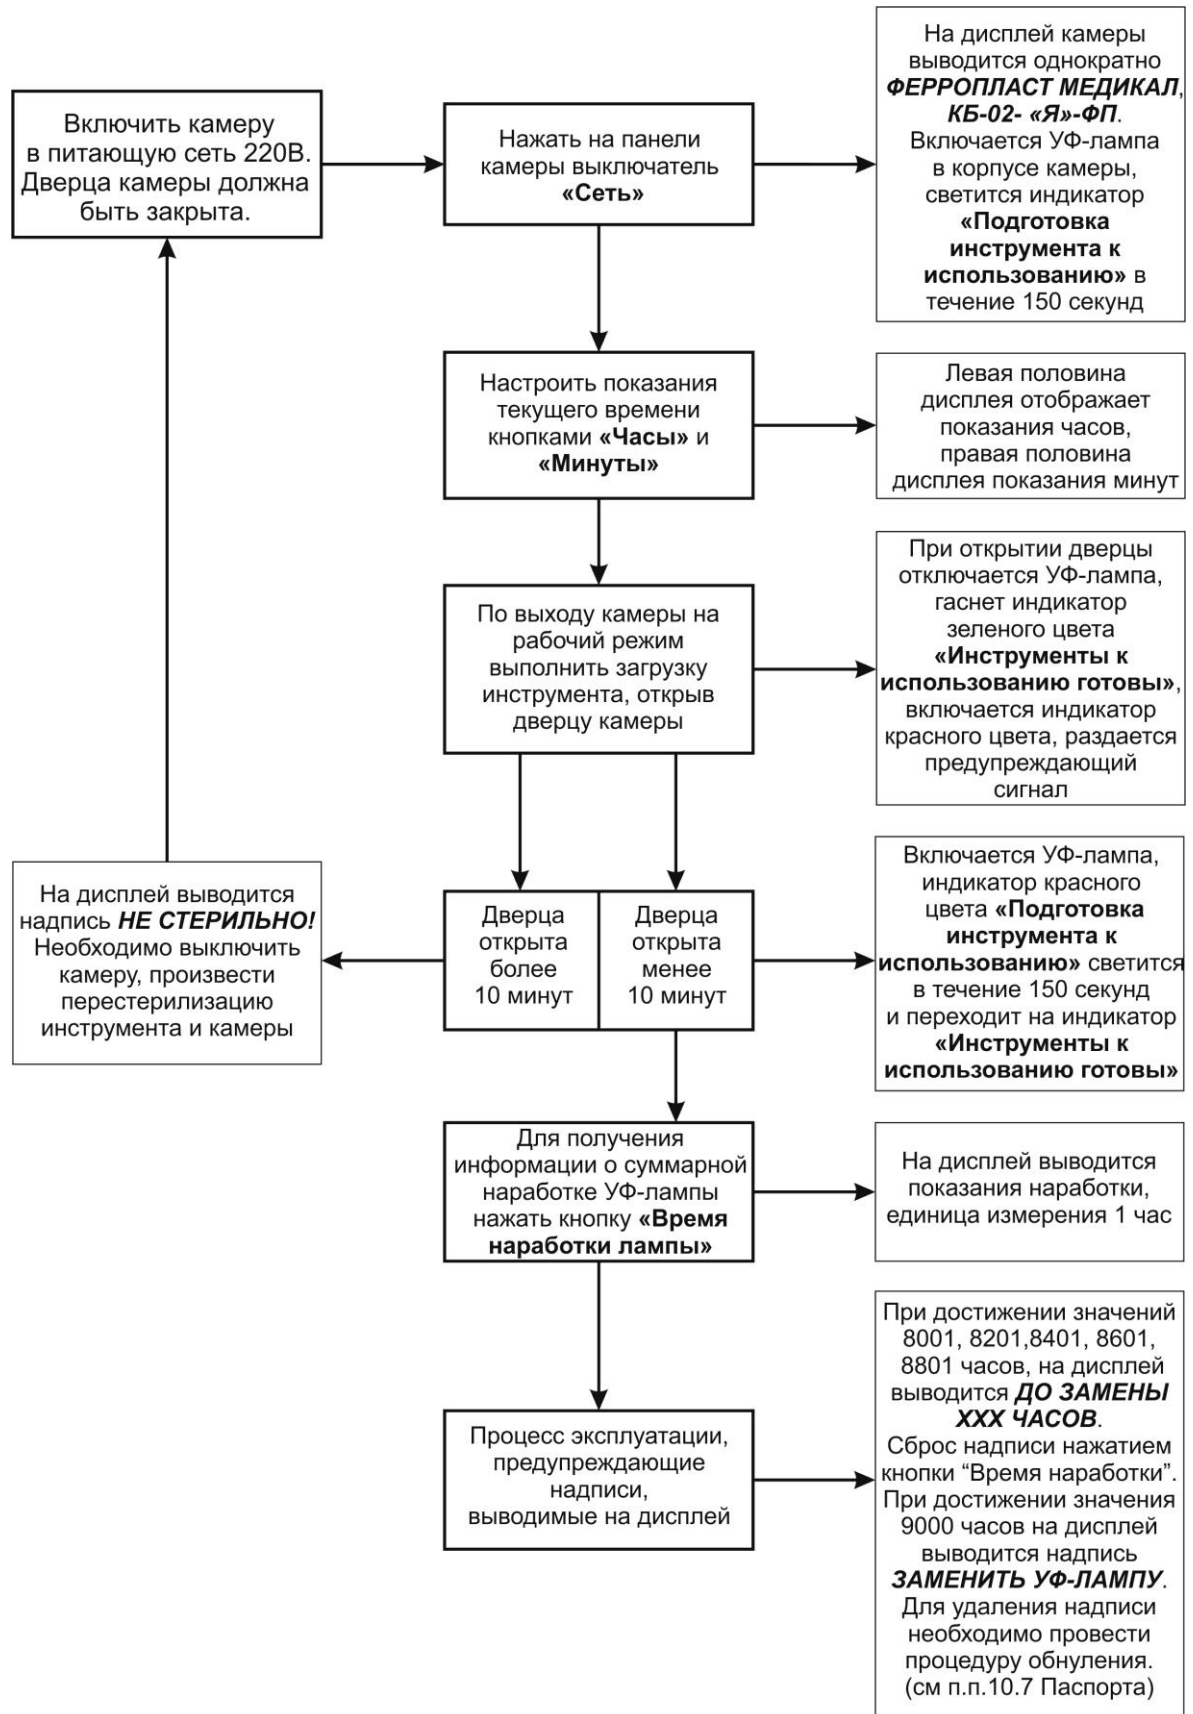 Включить камеру
в питающую сеть 220В.
Дверца камеры должна
быть закрыта.
Нажать на панели
камеры выключатель
«Сеть»
На дисплей камеры
выводится однократно
ФЕРРОПЛАСТ МЕДИКАЛ,
КБ-02- «Я»-ФП.
Включается УФ-лампа
в корпусе камеры,
светится индикатор
«Подготовка
инструмента к
использованию» в
течение 150 секунд
Настроить показания
текущего времени
кнопками «Часы» и
«Минуты»
Левая половина
дисплея отображает
показания часов,
правая половина
дисплея показания минут
По выходу камеры на
рабочий режим
выполнить загрузку
инструмента, открыв
дверцу камеры
При открытии дверцы
отключается УФ-лампа,
гаснет индикатор
зеленого цвета
«Инструменты к
использованию готовы»,
включается индикатор
красного цвета, раздается
предупреждающий
сигнал
На дисплей выводится
надпись НЕ СТЕРИЛЬНО!
Необходимо выключить
камеру, произвести
перестерилизацию
инструмента и камеры
Дверца
открыта
более
10 минут
Дверца
открыта
менее
10 минут
Включается УФ-лампа,
индикатор красного
цвета «Подготовка
инструмента к
использованию» светится
в течение 150 секунд
и переходит на индикатор
«Инструменты к
использованию готовы»
Для получения
информации о суммарной
наработке УФ-лампы
нажать кнопку «Время
наработки лампы»
На дисплей выводится
показания наработки,
единица измерения 1 час
Процесс эксплуатации,
предупреждающие
надписи,
выводимые на дисплей
При достижении значений
8001, 8201,8401, 8601,
8801 часов, на дисплей
выводится ДО ЗАМЕНЫ
ХХХ ЧАСОВ.
Сброс надписи нажатием
кнопки “Время наработки”.
При достижении значения
9000 часов на дисплей
выводится надпись
ЗАМЕНИТЬ УФ-ЛАМПУ.
Для удаления надписи
необходимо провести
процедуру обнуления.
(см п.п.10.7 Паспорта)